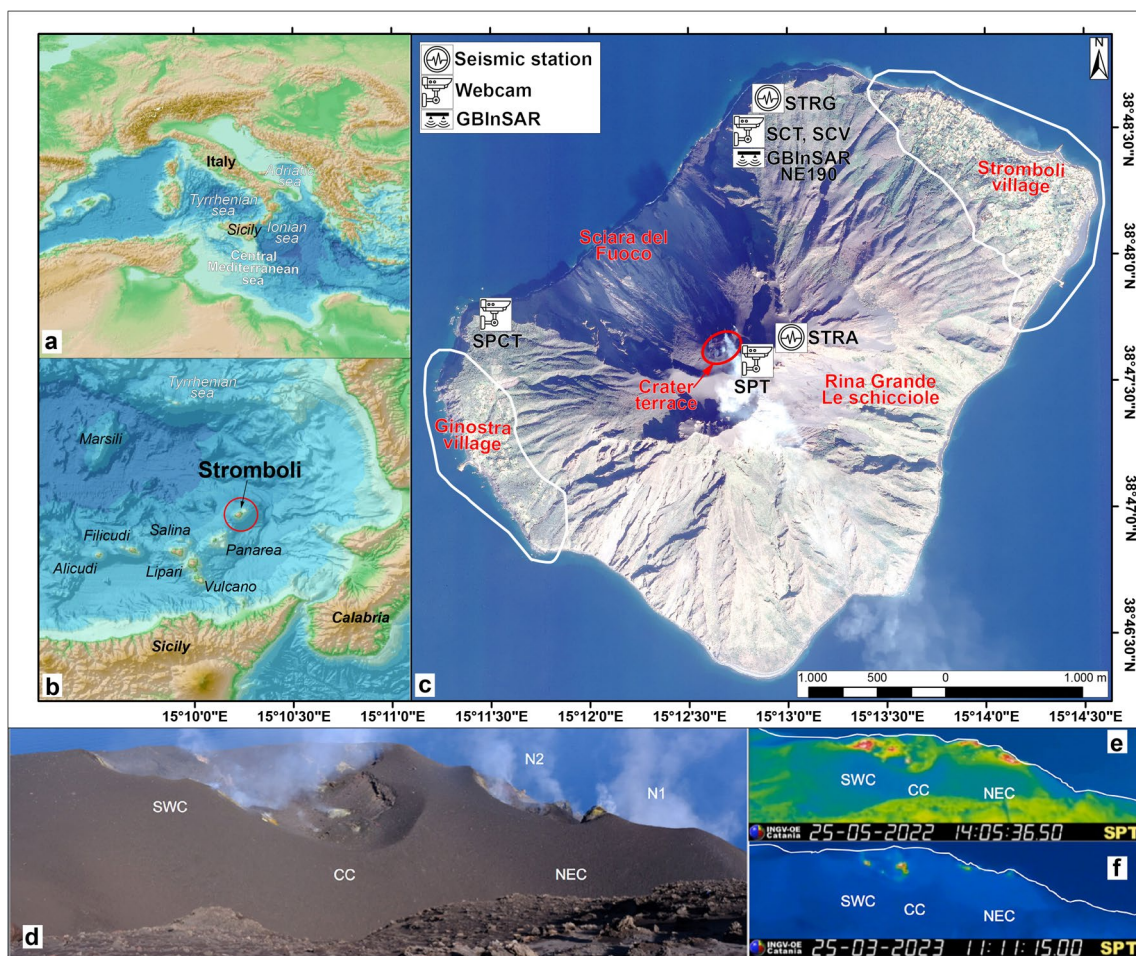 Italy
Adriatic
sea
Tyrrhenian
sea
Sicily
Ionian
sea
Central
Mediterranean
sea
a
Tyrrhenian
sea
Marsili
Stromboli
Salina
Filicudi
Panarea
Alicudi
Lipari
Vulcano
Calabria
Sicily
b
Seismic station
Webcam
GBInSAR
N
STRG
SCT, SCV
GBInSAR
NE190
Stromboli
village
Sciara del
Fuoco
SPCT
STRA
SPT
Crater
terrace
Rina Grande
Le schicciole
Ginostra
village
c
1.000 500 0 1.000 m
38°48'30"N
38°48'0"N
38°47'30"N
38°47'0"N
38°46'30"N
15°10'0"E 15°10'30"E 15°11'0"E 15°11'30"E 15°12'0"E 15°12'30"E 15°13'0"E 15°13'30"E 15°14'0"E 15°14'30"E
N2
N1
SWC
CC
NEC
d
e
SWC
CC
NEC
INGV-OE
Catania
25-05-2022 14:05:36.50 SPT
f
SWC
CC
NEC
INGV-OE
Catania
25-03-2023 11:11:15.00 SPT